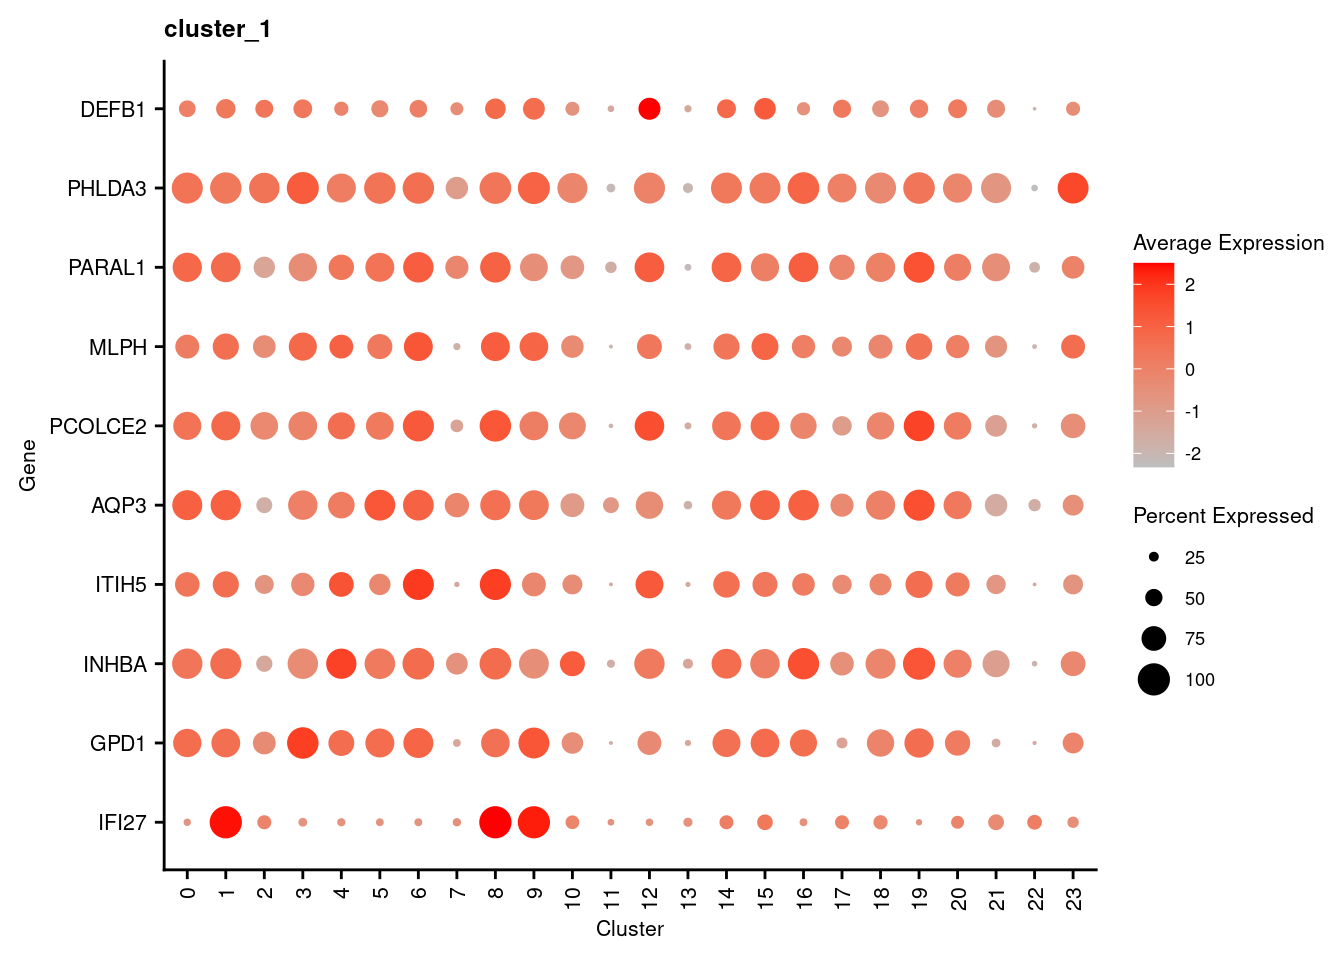 cluster_1
DEFB1
PHLDA3
PARAL1
MLPH
PCOLCE2
AQP3
ITIH5
INHBA
GPD1
IFI27
Gene
0 1 2 3 4 5 6 7 8 9 10 11 12 13 14 15 16 17 18 19 20 21 22 23
Cluster
Average Expression
2
1
0
-1
-2
Percent Expressed
25
50
75
100